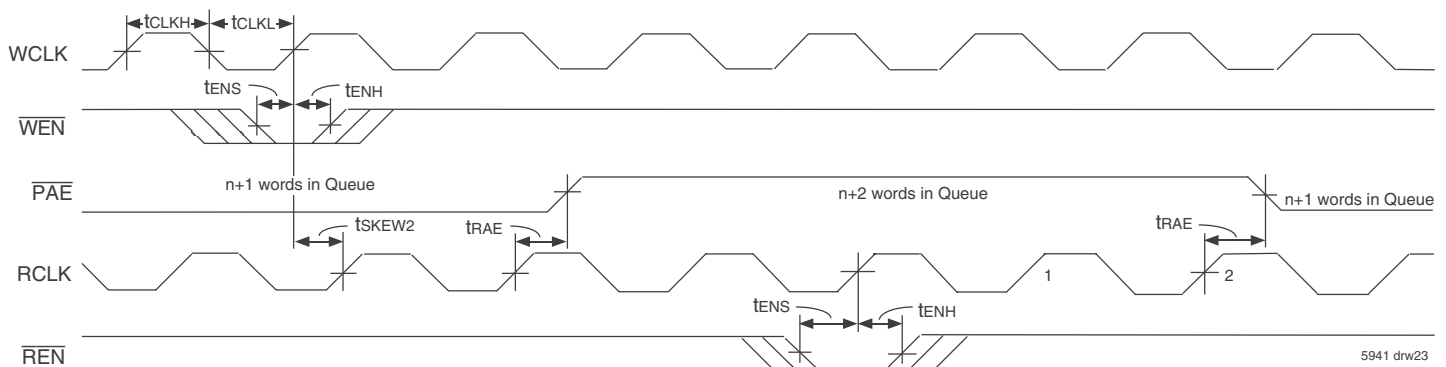 tCLKH tCLKL
WCLK
tENS tENH
WEN
PAE n+1 words in Queue n+2 words in Queue n+1 words in Queue
tSKEW2 tRAE tRAE
RCLK 1 2
tENS tENH
REN
5941 drw23